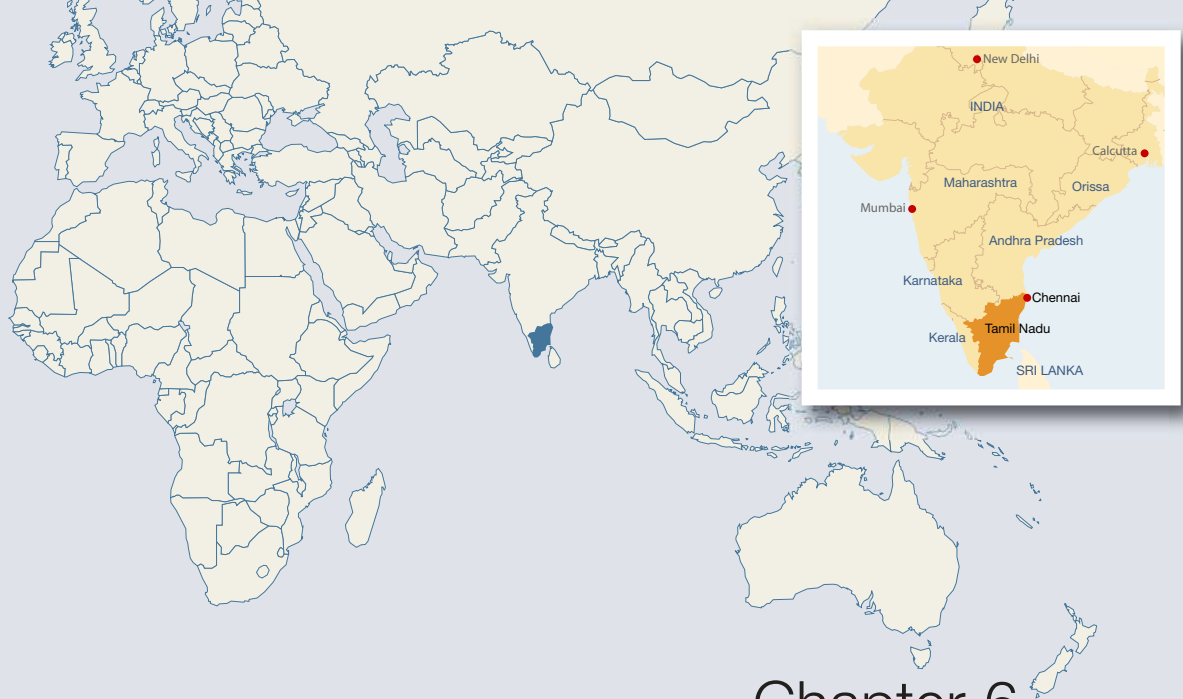 New Delhi
INDIA
Calcutta
Maharashtra
Orissa
Mumbai
Andhra Pradesh
Karnataka
Chennai
Tamil Nadu
Kerala
SRI LANKA
Chapter 6